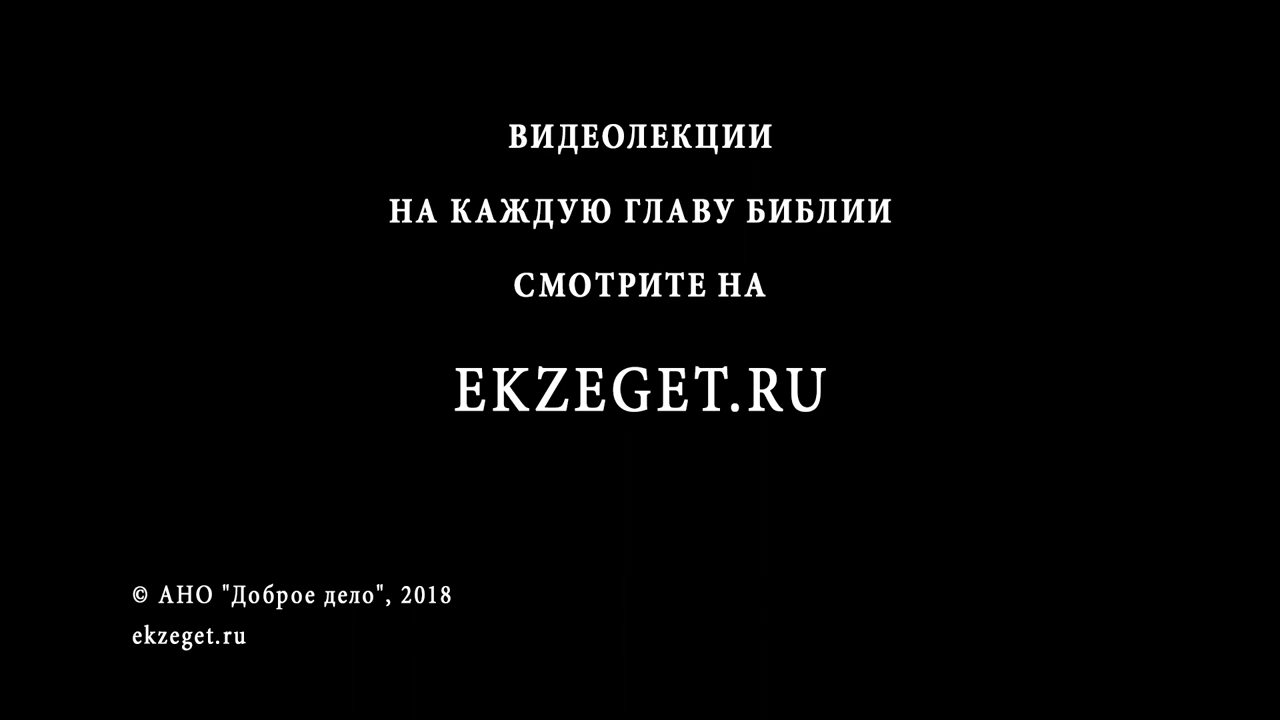 ВИДЕОЛЕКЦИИ
НА КАЖДУЮ ГЛАВУ БИБЛИИ
СМОТРИТЕ НА
EKZEGET.RU
© АНО "Доброе дело", 2018
ekzeget.ru